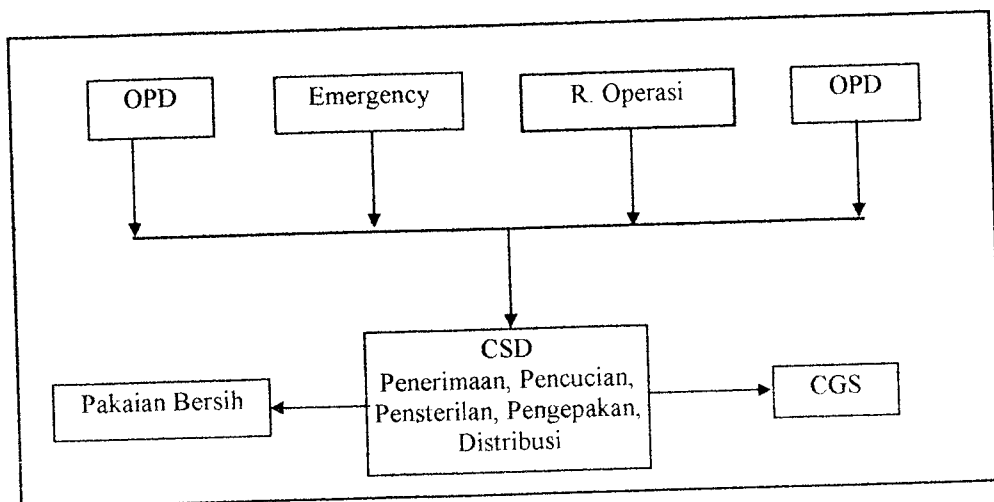 OPD
Emergency
R. Operasi
OPD
CSD
Penerimaan, Pencucian,
Pensterilan, Pengepakan,
Distribusi
Pakaian Bersih
CGS